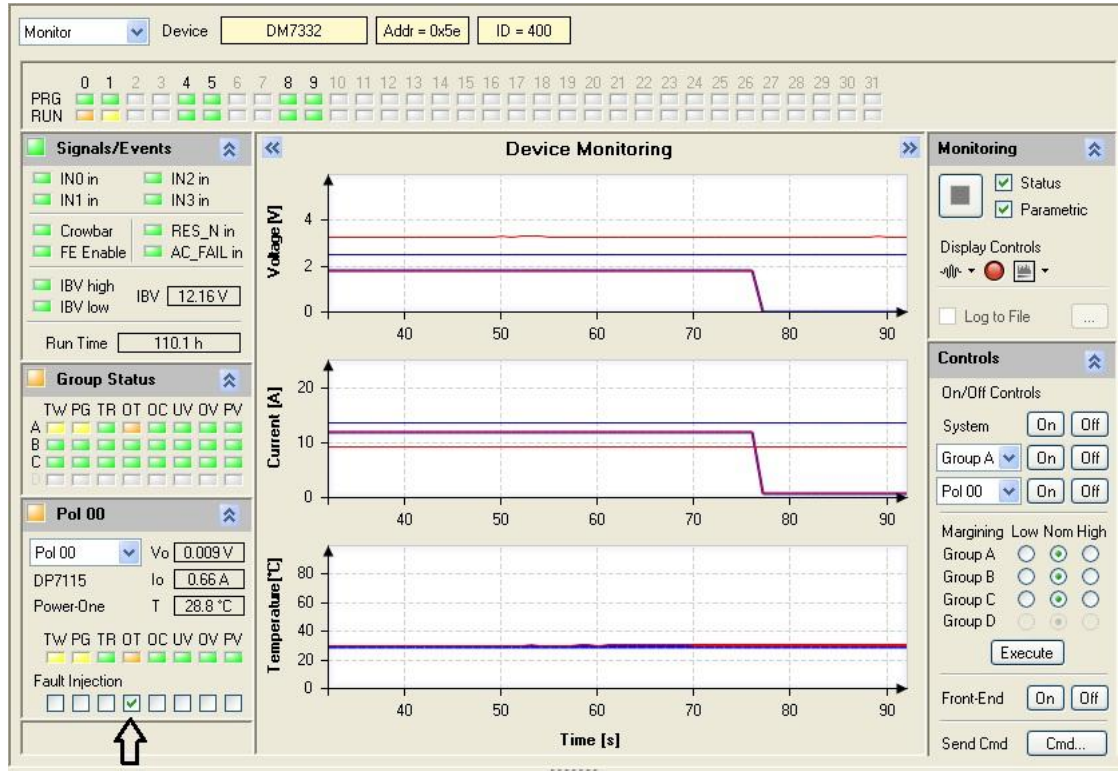 Monitor Device DM7332 Addr = 0x5e ID = 400
0 1 2 3 4 5 6 7 8 9 10 11 12 13 14 15 16 17 18 19 20 21 22 23 24 25 26 27 28 29 30 31
PRG
RUN
Signals/Events
IN0 in IN2 in
IN1 in IN3 in
Crowbar RES_N in
FE Enable AC_FAIL in
IBV high
IBV low
IBV 12.16 V
Run Time 110.1 h
Group Status
TW PG TR OT OC UV OV PV
A
B
C
D
Pol 00
Pol 00 Vo 0.009 V
DP7115 Io 0.66 A
Power-One T 28.8 °C
TW PG TR OT OC UV OV PV
Fault Injection
Device Monitoring
Voltage [V]
4
2
0
40 50 60 70 80 90
Current [A]
20
10
0
40 50 60 70 80 90
Temperature [°C]
80
60
40
20
0
40 50 60 70 80 90
Time [s]
Monitoring
Status
Parametric
Display Controls
Log to File ...
Controls
On/Off Controls
System On Off
Group A On Off
Pol 00 On Off
Margining Low Nom High
Group A
Group B
Group C
Group D
Execute
Front-End On Off
Send Cmd Cmd...